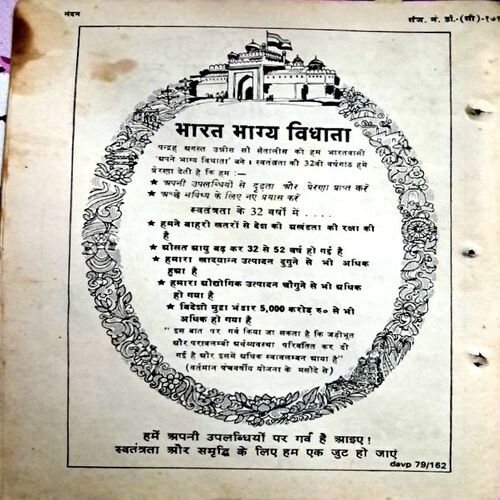 नंदन
रज. नं. डी.-(सी)-
भारत भाग्य विधाता
पन्द्रह अगस्त उन्नीस सौ सैंतालीस को हम भारतवासी
'अपने भाग्य विधाता' बने। स्वतंत्रता की 32वीं वर्षगांठ हमें
प्रेरणा देती है कि हम :—
★ अपनी उपलब्धियों से दृढ़ता और प्रेरणा प्राप्त करें
★ अच्छे भविष्य के लिए नए प्रयास करें
स्वतंत्रता के 32 वर्षों में ....
★ हमने बाहरी खतरों से देश की अखंडता की रक्षा की
है
★ औसत आयु बढ़ कर 32 से 52 वर्ष हो गई है
★ हमारा खाद्यान्न उत्पादन दुगुने से भी अधिक
हुआ है
★ हमारा औद्योगिक उत्पादन चौगुने से भी अधिक
हो गया है
★ विदेशी मुद्रा भंडार 5,000 करोड़ रु० से भी
अधिक हो गया है
"इस बात पर गर्व किया जा सकता है कि जड़ीभूत
और परावलम्बी अर्थव्यवस्था परिवर्तित कर दी
गई है और इसमें अधिक स्वावलम्बन आया है"
(वर्तमान पंचवर्षीय योजना के मसौदे से)
हमें अपनी उपलब्धियों पर गर्व है आइए!
स्वतंत्रता और समृद्धि के लिए हम एक जुट हो जाएं
davp 79/162